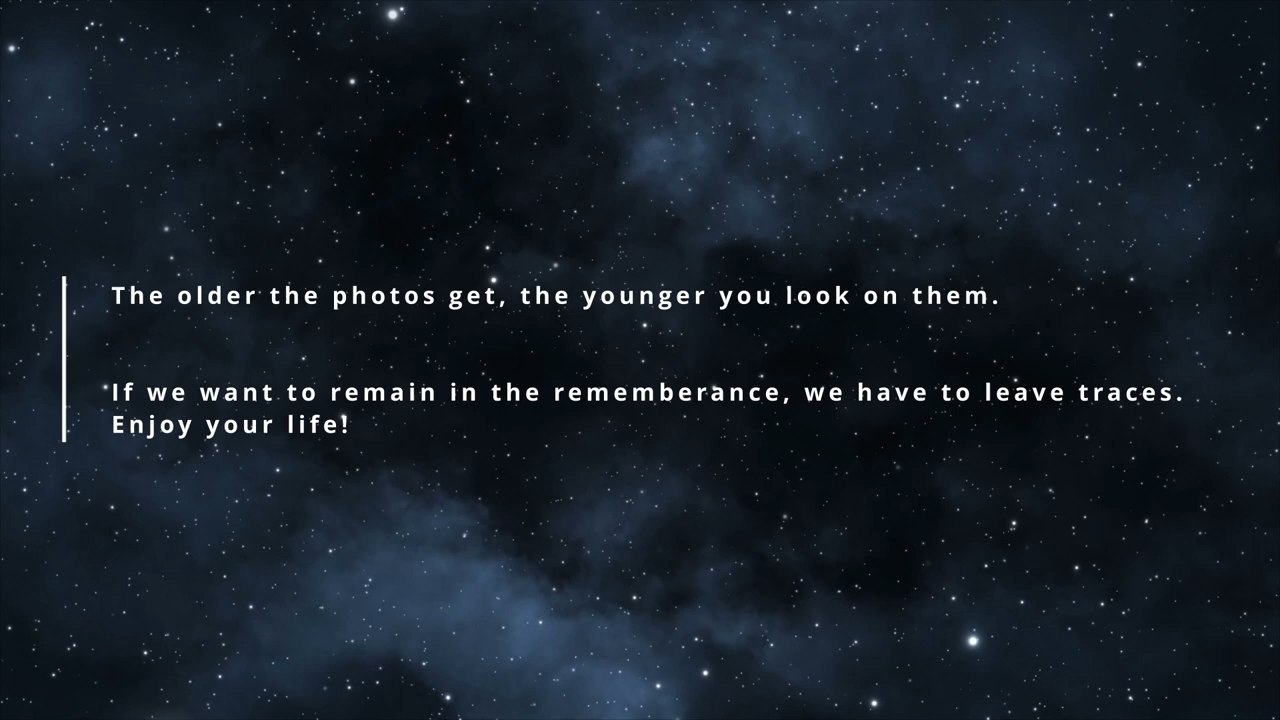 The older the photos get, the younger you look on them.
If we want to remain in the rememberance, we have to leave traces.
Enjoy your life!